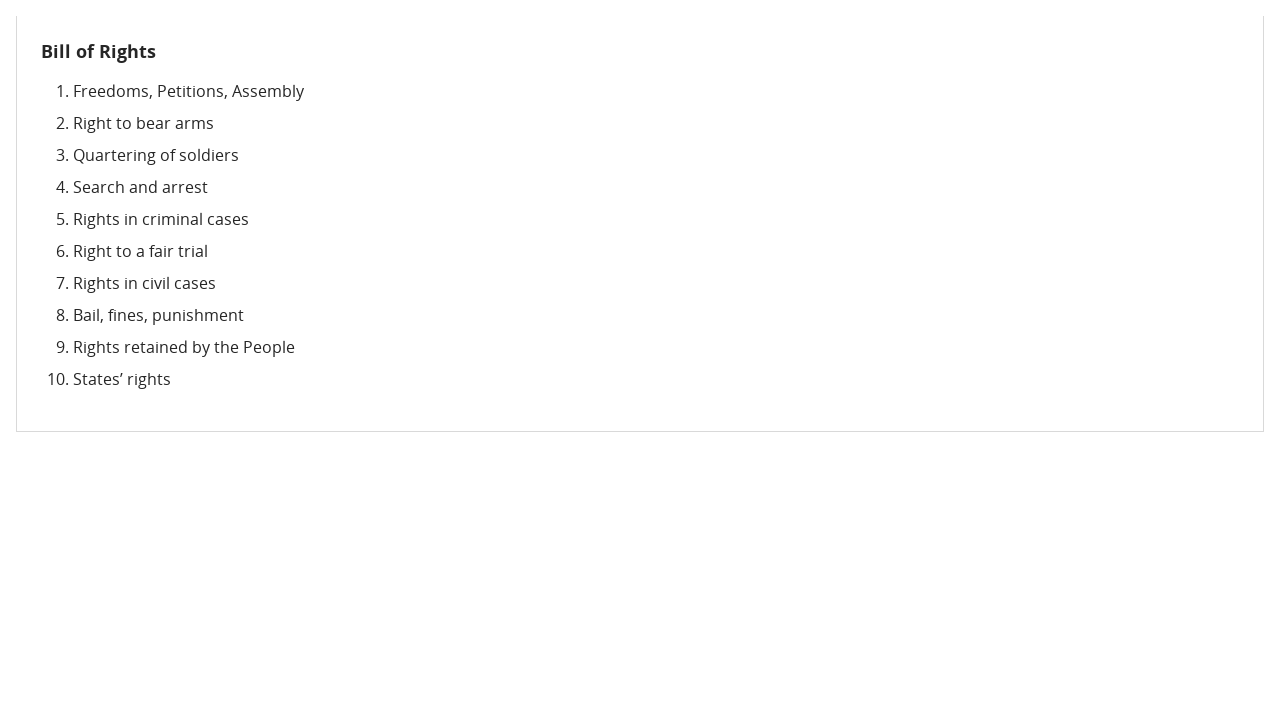 Bill of Rights
1. Freedoms, Petitions, Assembly
2. Right to bear arms
3. Quartering of soldiers
4. Search and arrest
5. Rights in criminal cases
6. Right to a fair trial
7. Rights in civil cases
8. Bail, fines, punishment
9. Rights retained by the People
10. States’ rights